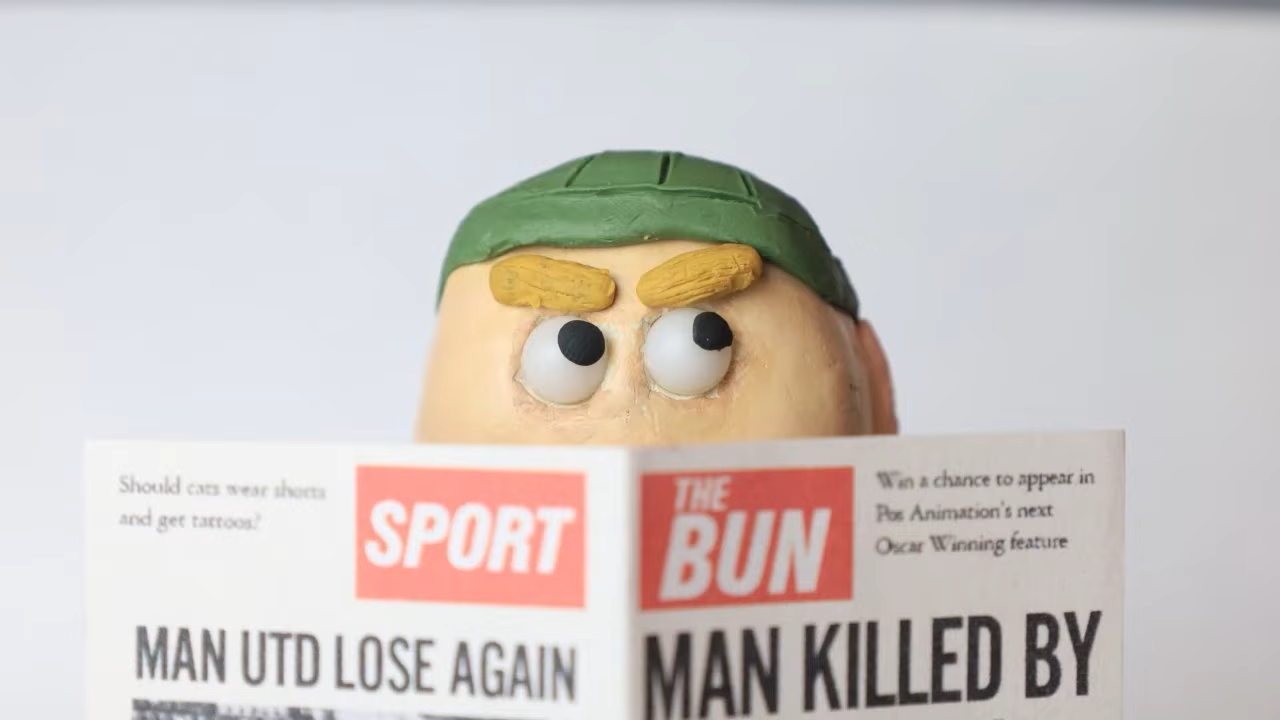 Should cats wear shorts
and get tattoos?
SPORT
MAN UTD LOSE AGAIN
THE
BUN
Win a chance to appear in
Pos Animation's next
Oscar Winning feature
MAN KILLED BY